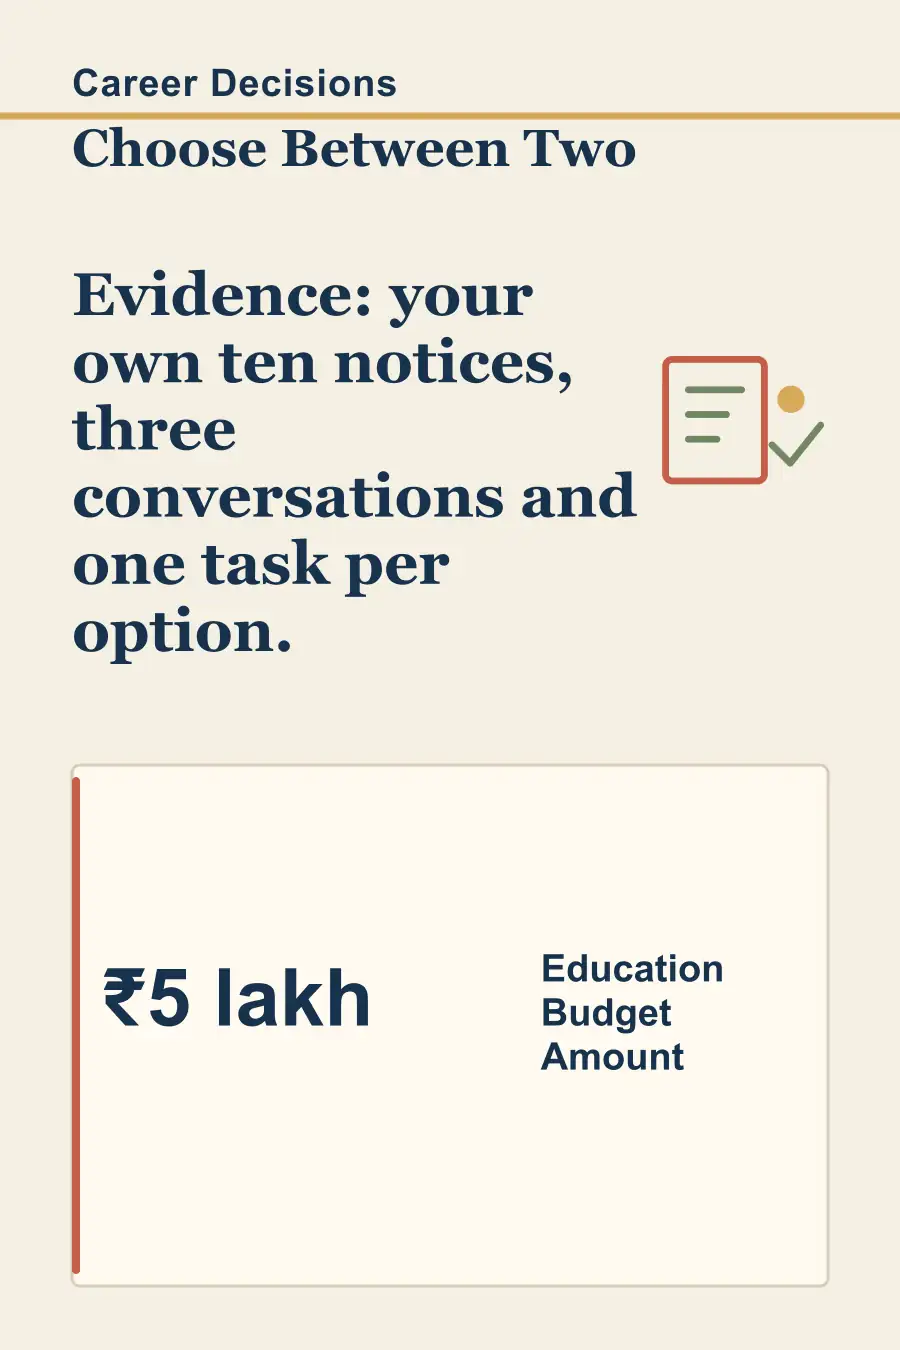 Career Decisions
Choose Between Two
Evidence: your
own ten notices,
three
conversations and
one task per
option.
₹5 lakh
Education
Budget
Amount